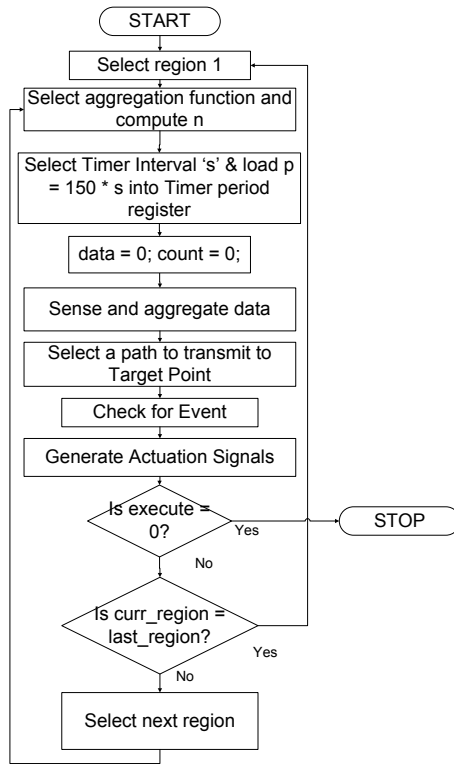 START
Select region 1
Select aggregation function and
compute n
Select Timer Interval ‘s’ & load p
= 150 * s into Timer period
register
data = 0; count = 0;
Sense and aggregate data
Select a path to transmit to
Target Point
Check for Event
Generate Actuation Signals
Is execute =
0?
Yes
STOP
No
Is curr_region =
last_region?
Yes
No
Select next region